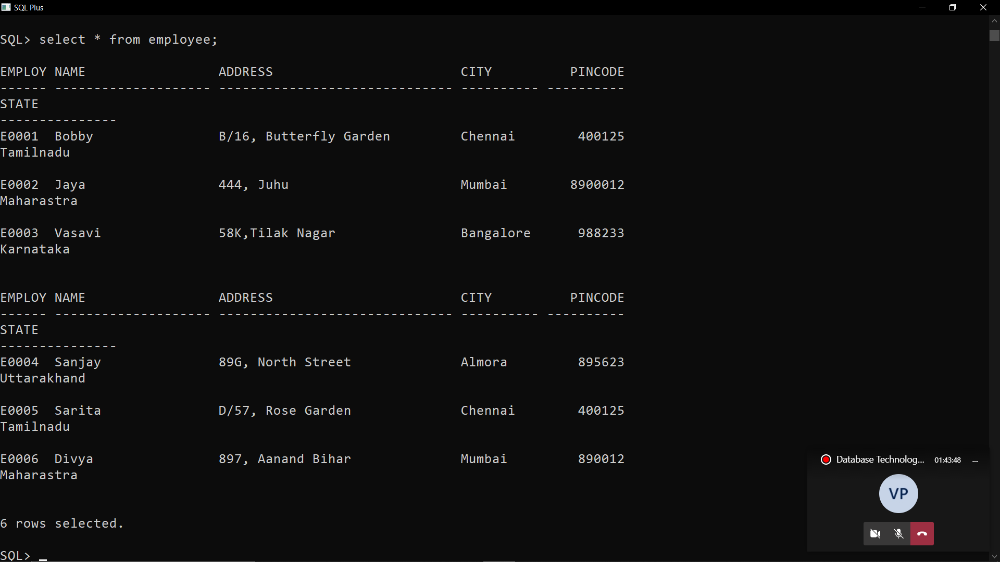 SQL Plus
SQL> select * from employee;
EMPLOY NAME                 ADDRESS                        CITY          PINCODE
------ -------------------- ------------------------------ ---------- ----------
STATE
---------------
E0001  Bobby                B/16, Butterfly Garden         Chennai        400125
Tamilnadu
E0002  Jaya                 444, Juhu                      Mumbai        8900012
Maharastra
E0003  Vasavi               58K,Tilak Nagar                Bangalore      988233
Karnataka
EMPLOY NAME                 ADDRESS                        CITY          PINCODE
------ -------------------- ------------------------------ ---------- ----------
STATE
---------------
E0004  Sanjay               89G, North Street              Almora         895623
Uttarakhand
E0005  Sarita               D/57, Rose Garden              Chennai        400125
Tamilnadu
E0006  Divya                897, Aanand Bihar              Mumbai         890012
Maharastra
6 rows selected.
SQL> _
Database Technolog... 01:43:48
VP